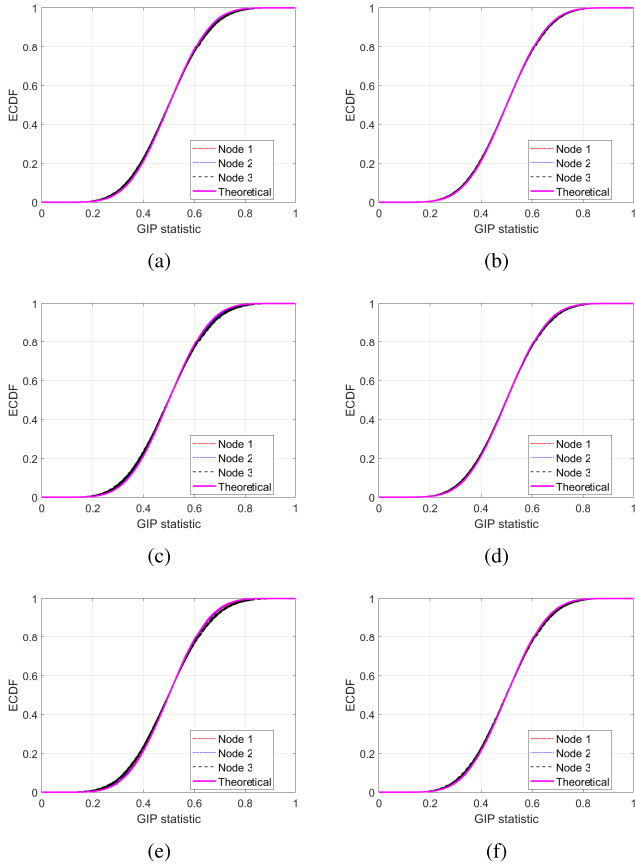 1
0.8
0.6
0.4
0.2
0
ECDF
Node 1
Node 2
Node 3
Theoretical
0 0.2 0.4 0.6 0.8 1
GIP statistic
(a)
1
0.8
0.6
0.4
0.2
0
ECDF
Node 1
Node 2
Node 3
Theoretical
0 0.2 0.4 0.6 0.8 1
GIP statistic
(b)
1
0.8
0.6
0.4
0.2
0
ECDF
Node 1
Node 2
Node 3
Theoretical
0 0.2 0.4 0.6 0.8 1
GIP statistic
(c)
1
0.8
0.6
0.4
0.2
0
ECDF
Node 1
Node 2
Node 3
Theoretical
0 0.2 0.4 0.6 0.8 1
GIP statistic
(d)
1
0.8
0.6
0.4
0.2
0
ECDF
Node 1
Node 2
Node 3
Theoretical
0 0.2 0.4 0.6 0.8 1
GIP statistic
(e)
1
0.8
0.6
0.4
0.2
0
ECDF
Node 1
Node 2
Node 3
Theoretical
0 0.2 0.4 0.6 0.8 1
GIP statistic
(f)